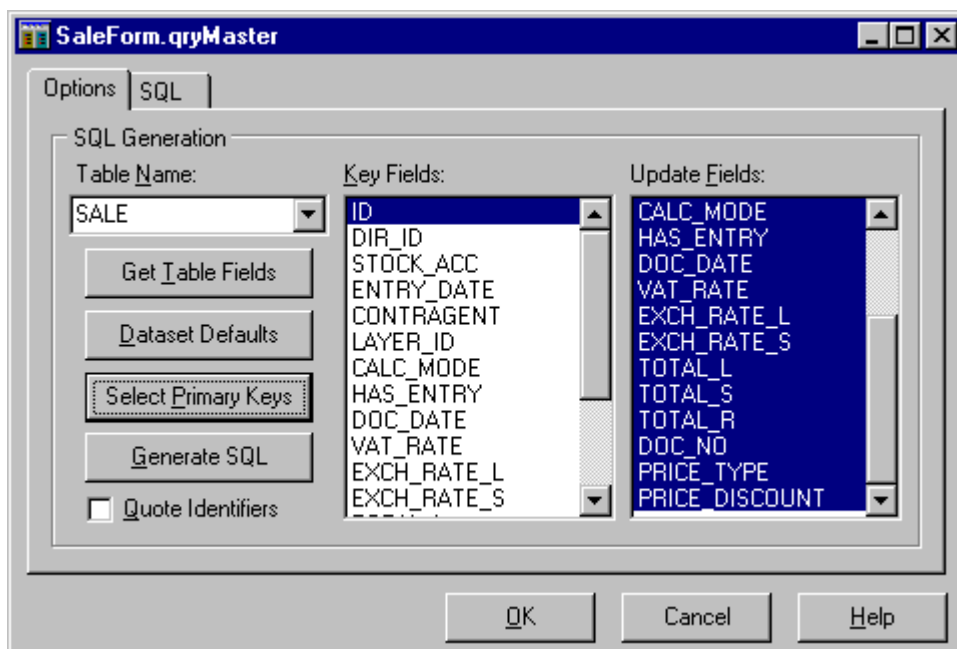 SaleForm.qryMaster
Options
SQL
SQL Generation
Table Name:
SALE
Get Table Fields
Dataset Defaults
Select Primary Keys
Generate SQL
Quote Identifiers
Key Fields:
ID
DIR_ID
STOCK_ACC
ENTRY_DATE
CONTRAGENT
LAYER_ID
CALC_MODE
HAS_ENTRY
DOC_DATE
VAT_RATE
EXCH_RATE_L
EXCH_RATE_S
Update Fields:
CALC_MODE
HAS_ENTRY
DOC_DATE
VAT_RATE
EXCH_RATE_L
EXCH_RATE_S
TOTAL_L
TOTAL_S
TOTAL_R
DOC_NO
PRICE_TYPE
PRICE_DISCOUNT
OK
Cancel
Help